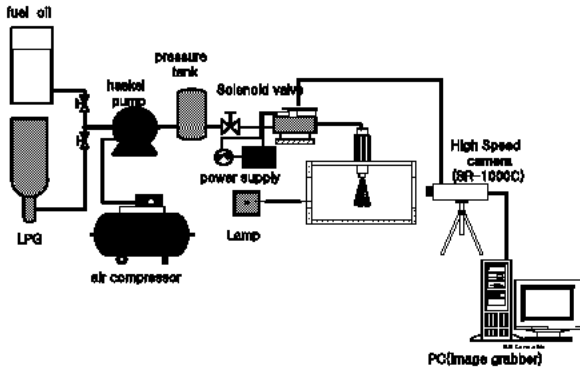 fuel oil
pressure
tank
haskel
pump
Solenoid valve
High Speed
camera
(SR-1000C)
power supply
Lamp
LPG
air compressor
PC(Image grabber)